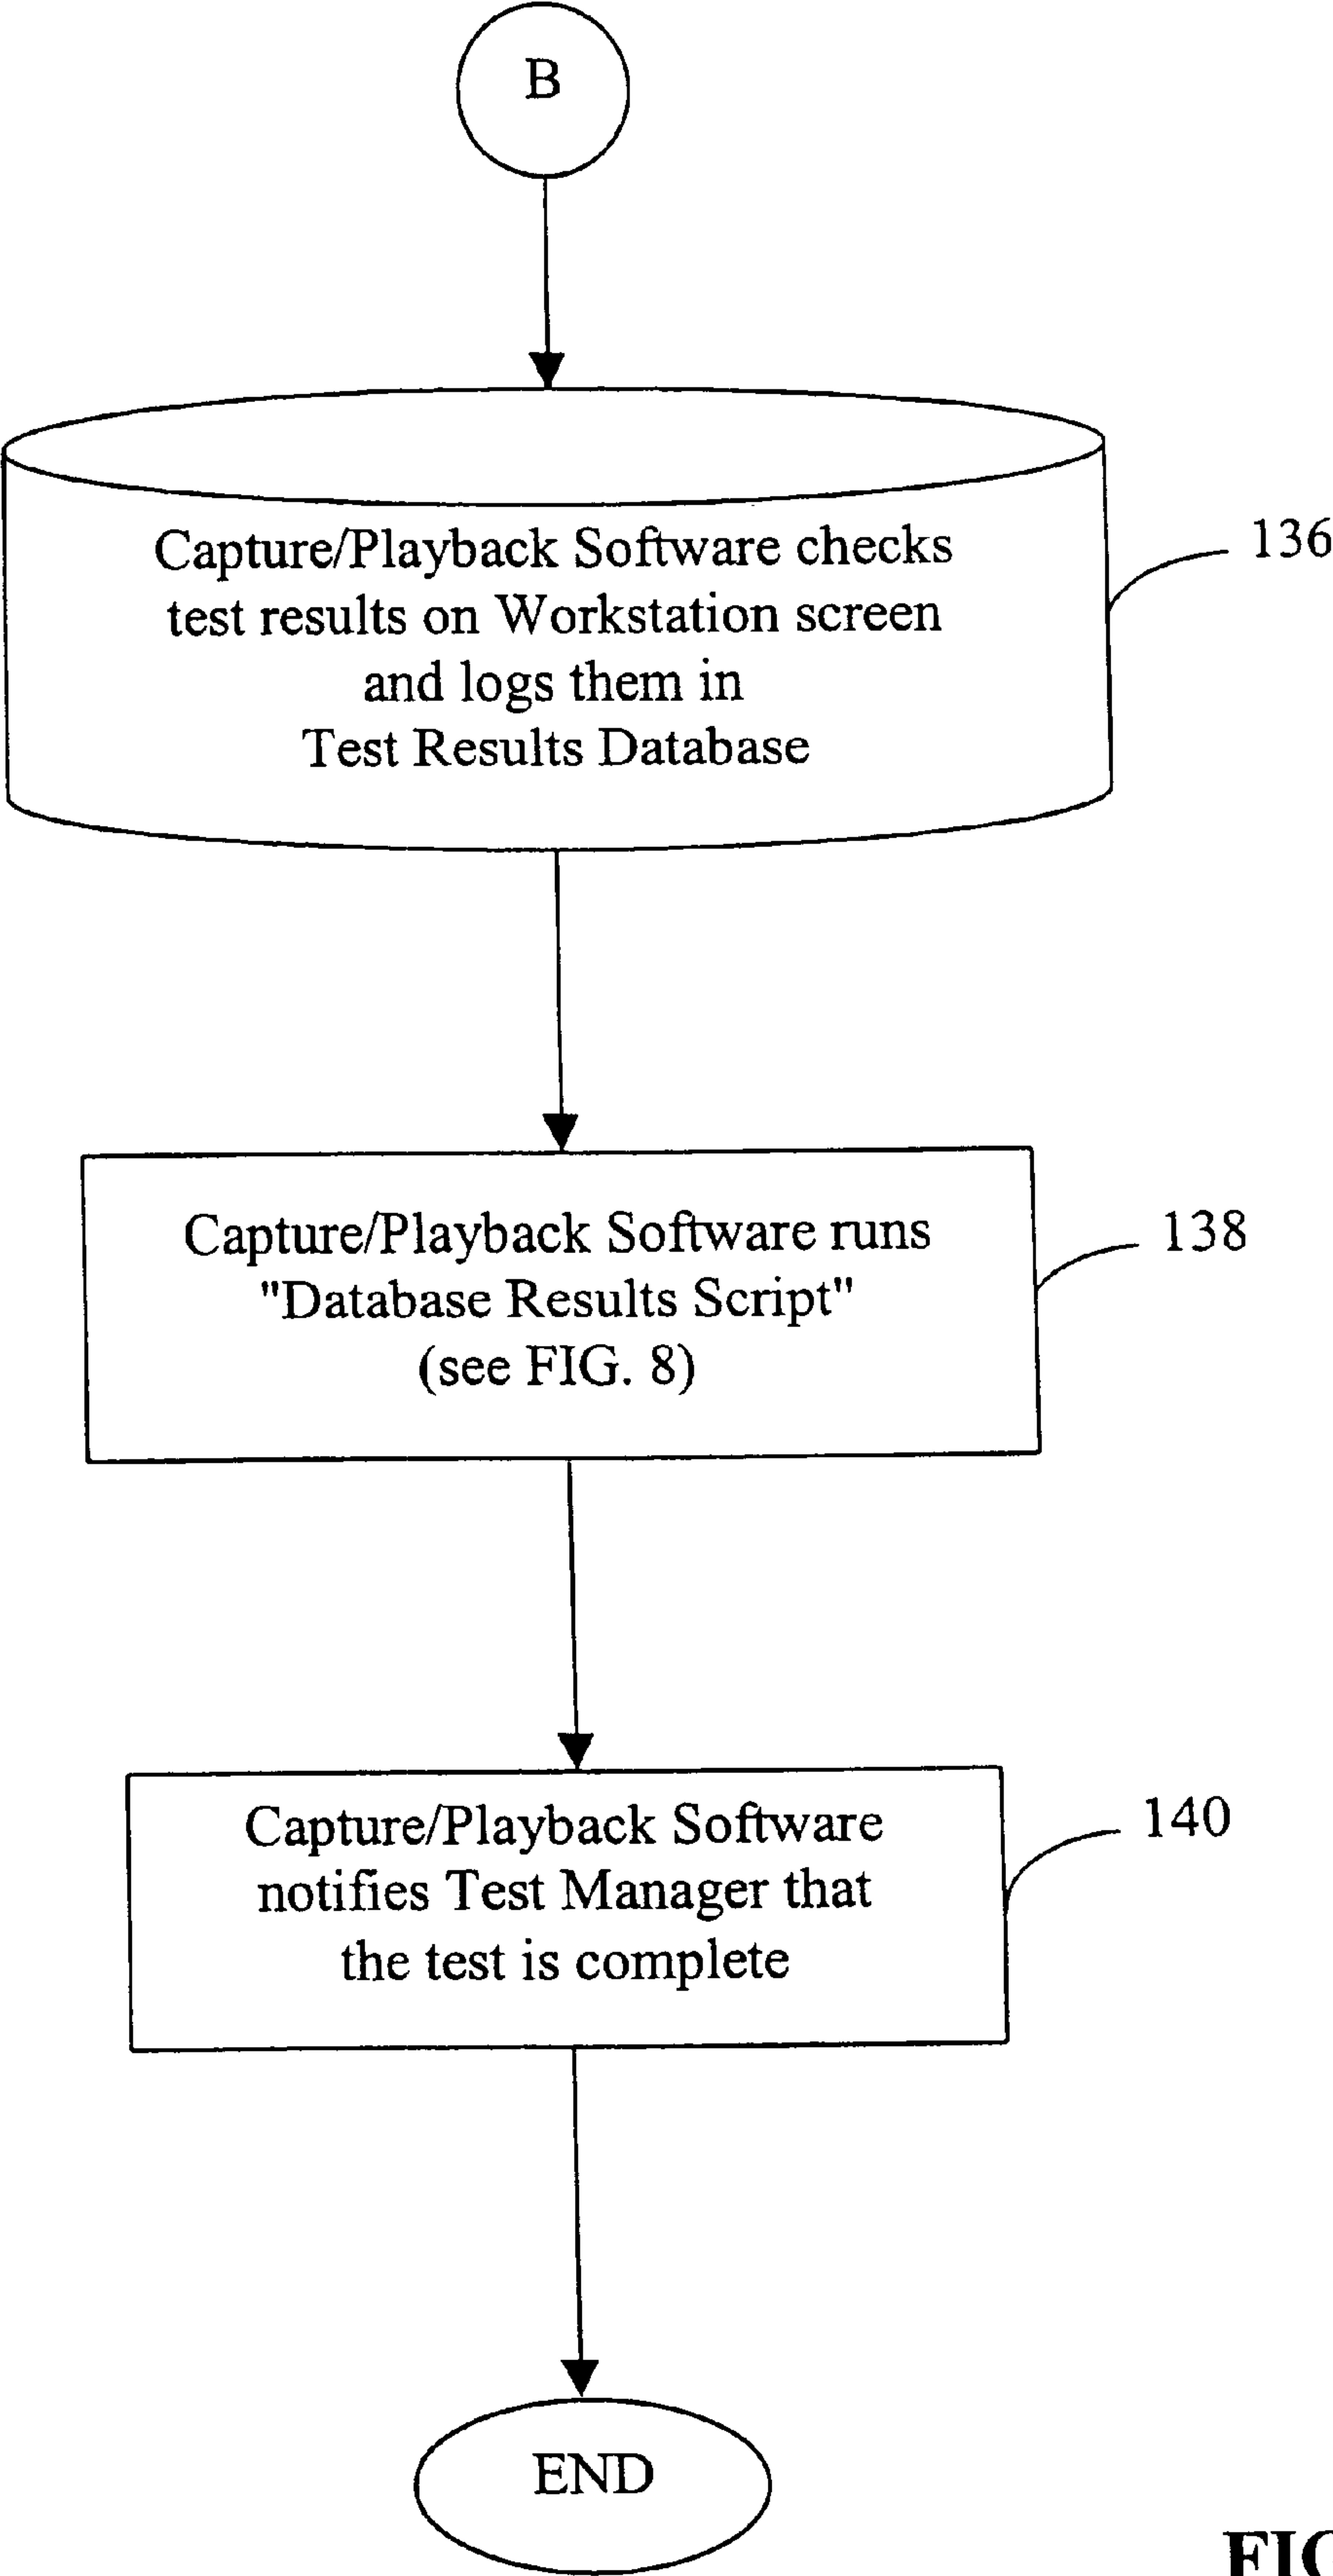 B
Capture/Playback Software checks
test results on Workstation screen
and logs them in
Test Results Database
136
Capture/Playback Software runs
"Database Results Script"
(see FIG. 8)
138
Capture/Playback Software
notifies Test Manager that
the test is complete
140
END